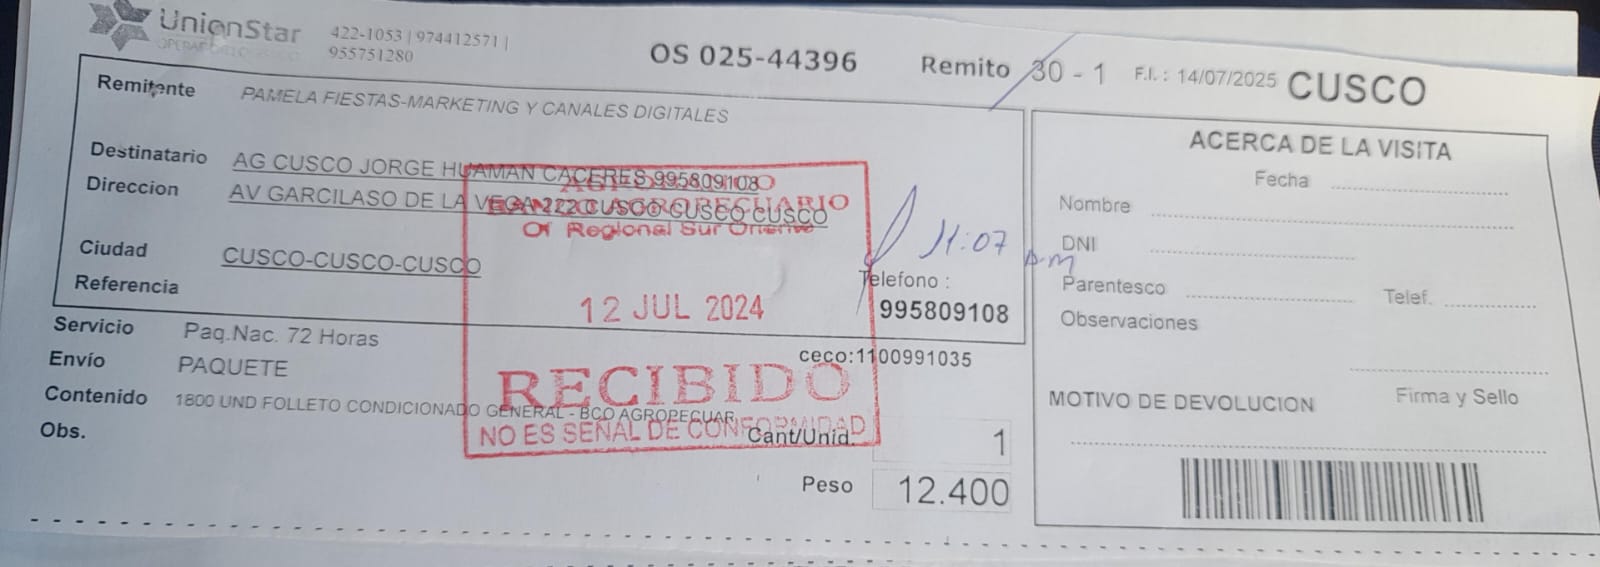 UnionStar
422-1053 | 974412571 |
955751280
OS 025-44396
Remito 30 - 1
F.I. : 14/07/2025
CUSCO
Remitente PAMELA FIESTAS-MARKETING Y CANALES DIGITALES
Destinatario AG CUSCO JORGE HUAMAN CACERES 995809108
Direccion AV GARCILASO DE LA VEGA 222 CUSCO CUSCO CUSCO
Ciudad CUSCO-CUSCO-CUSCO
Referencia
Telefono :
995809108
Servicio Paq.Nac. 72 Horas
ceco:1100991035
Envío PAQUETE
Contenido 1800 UND FOLLETO CONDICIONADO GENERAL - BCO AGROPECUAR
Obs.
Cant/Unid. 1
Peso 12.400
AGROPECUARIO
Of Regional Sur Oriente
12 JUL 2024
RECIBIDO
NO ES SEÑAL DE CONFORMIDAD
11:07
ACERCA DE LA VISITA
Fecha
Nombre
DNI
Parentesco Telef.
Observaciones
Firma y Sello
MOTIVO DE DEVOLUCION